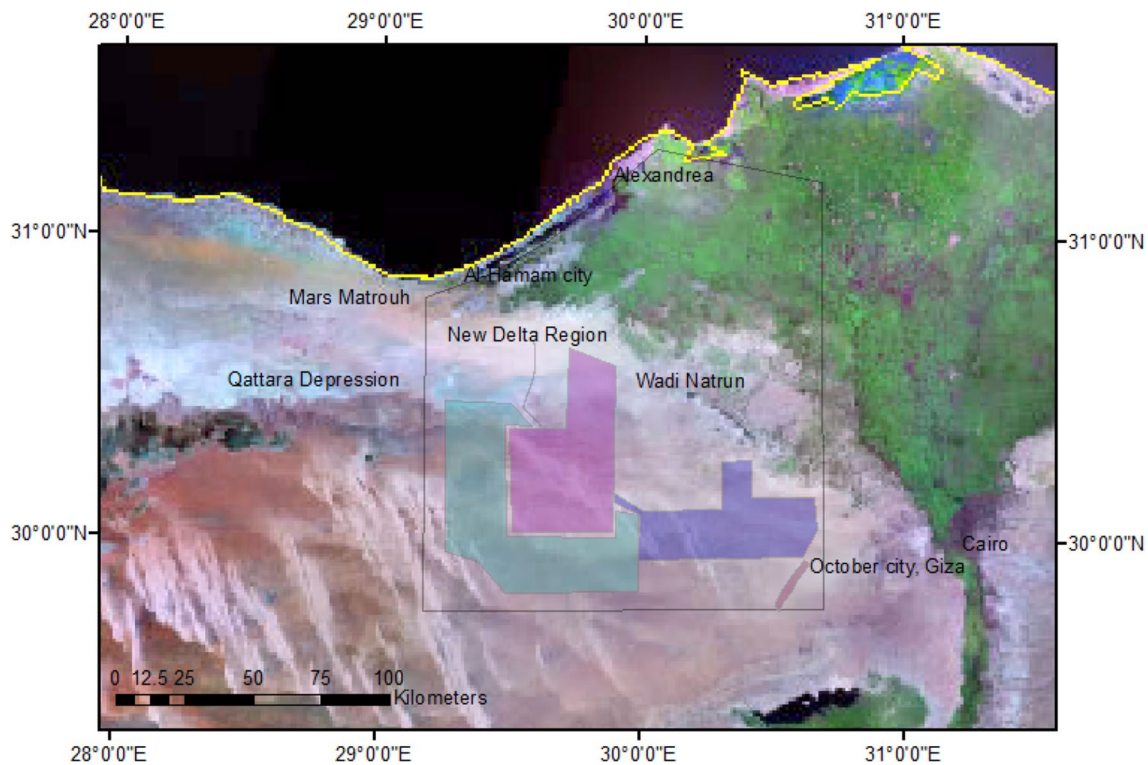 28°0'0"E 29°0'0"E 30°0'0"E 31°0'0"E
Alexandrea
31°0'0"N 31°0'0"N
Al-Hamam city
Mars Matrouh
New Delta Region
Qattara Depression
Wadi Natrun
30°0'0"N 30°0'0"N
Cairo
October city, Giza
0 12.5 25 50 75 100
Kilometers
28°0'0"E 29°0'0"E 30°0'0"E 31°0'0"E